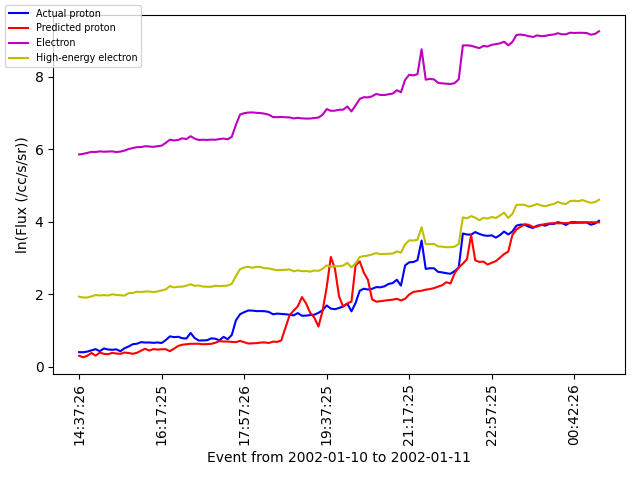 Actual proton
Predicted proton
Electron
High-energy electron
ln(Flux (/cc/s/sr))
8
6
4
2
0
14:37:26
16:17:25
17:57:26
19:37:25
21:17:25
22:57:25
00:42:26
Event from 2002-01-10 to 2002-01-11